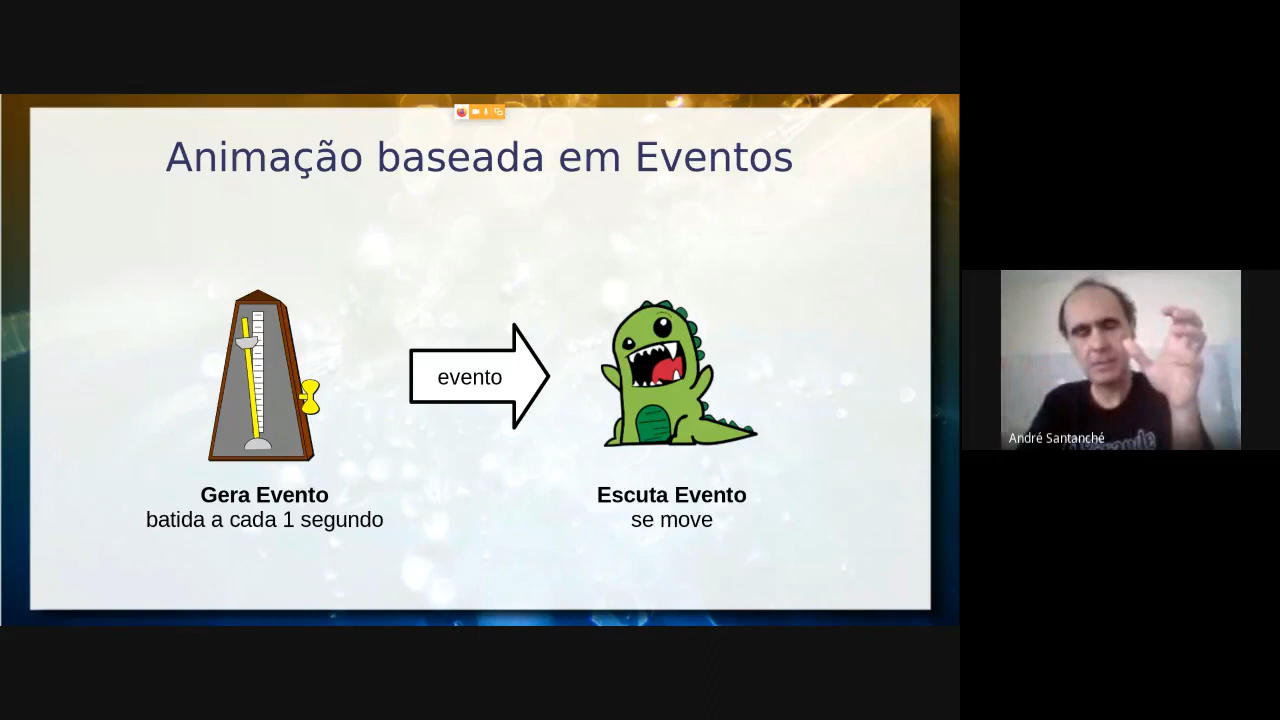 Animação baseada em Eventos
evento
Gera Evento
batida a cada 1 segundo
Escuta Evento
se move
André Santanché